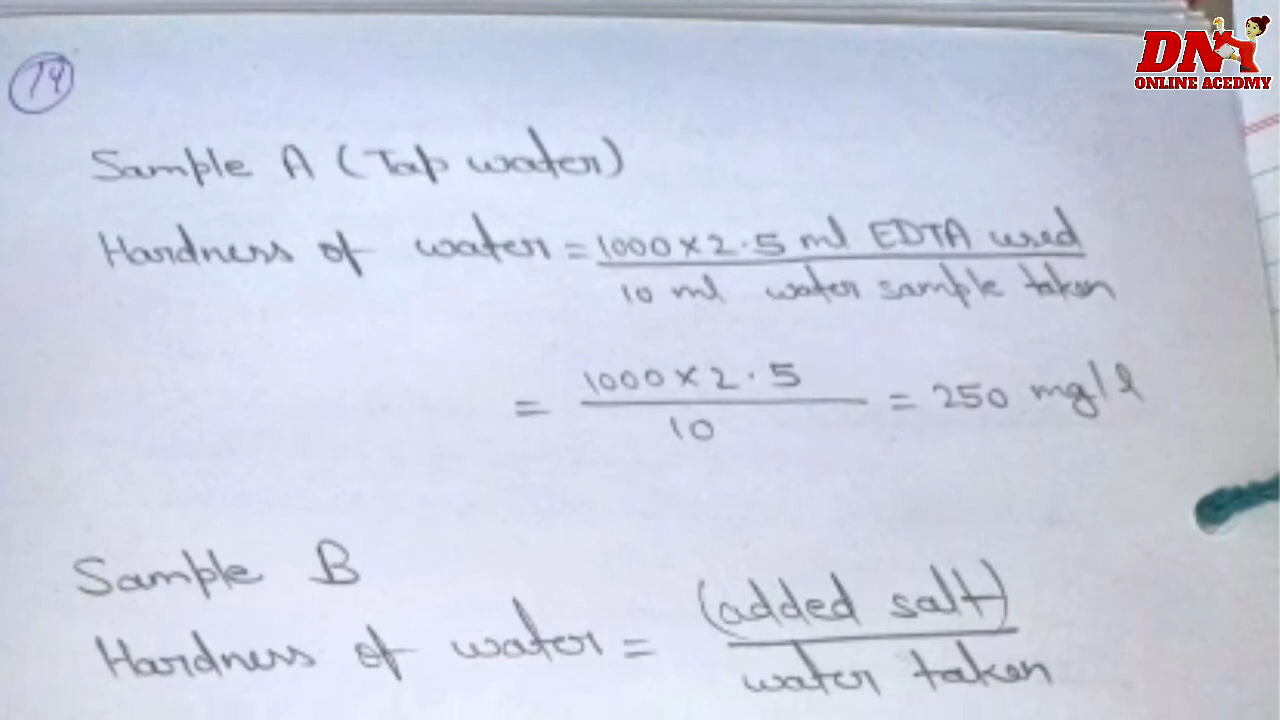 DN
ONLINE ACEDMY
14
Sample A (Tap water)
Hardness of water = 1000 × 2.5 ml EDTA used
10 ml water sample taken
= 1000 × 2.5 = 250 mg/l
10
Sample B
Hardness of water = (added salt)
water taken